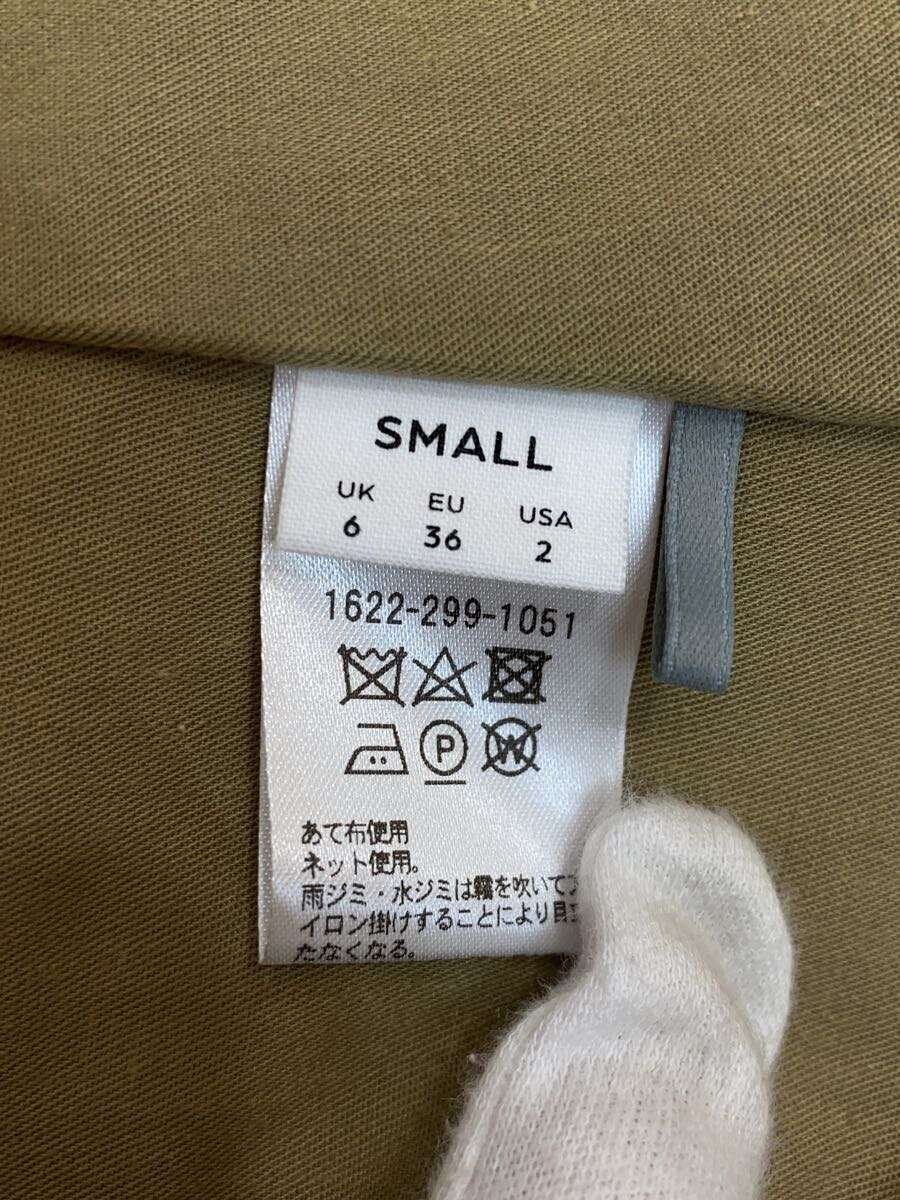 SMALL
UK EU USA
6 36 2
1622-299-1051
P W
あて布使用
ネット使用。
雨ジミ・水ジミは霧を吹いてア
イロン掛けすることにより目立
たなくなる。